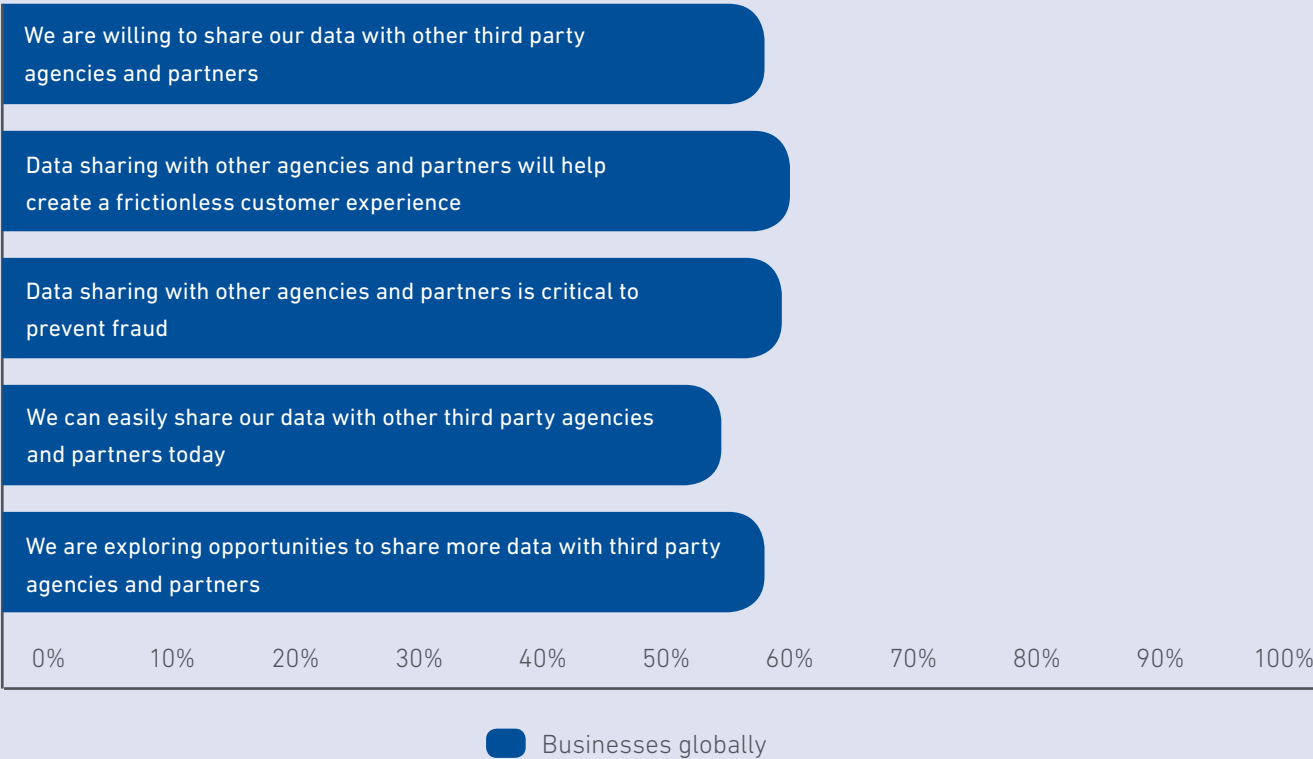 We are willing to share our data with other third party
agencies and partners
Data sharing with other agencies and partners will help
create a frictionless customer experience
Data sharing with other agencies and partners is critical to
prevent fraud
We can easily share our data with other third party agencies
and partners today
We are exploring opportunities to share more data with third party
agencies and partners
0% 10% 20% 30% 40% 50% 60% 70% 80% 90% 100%
Businesses globally